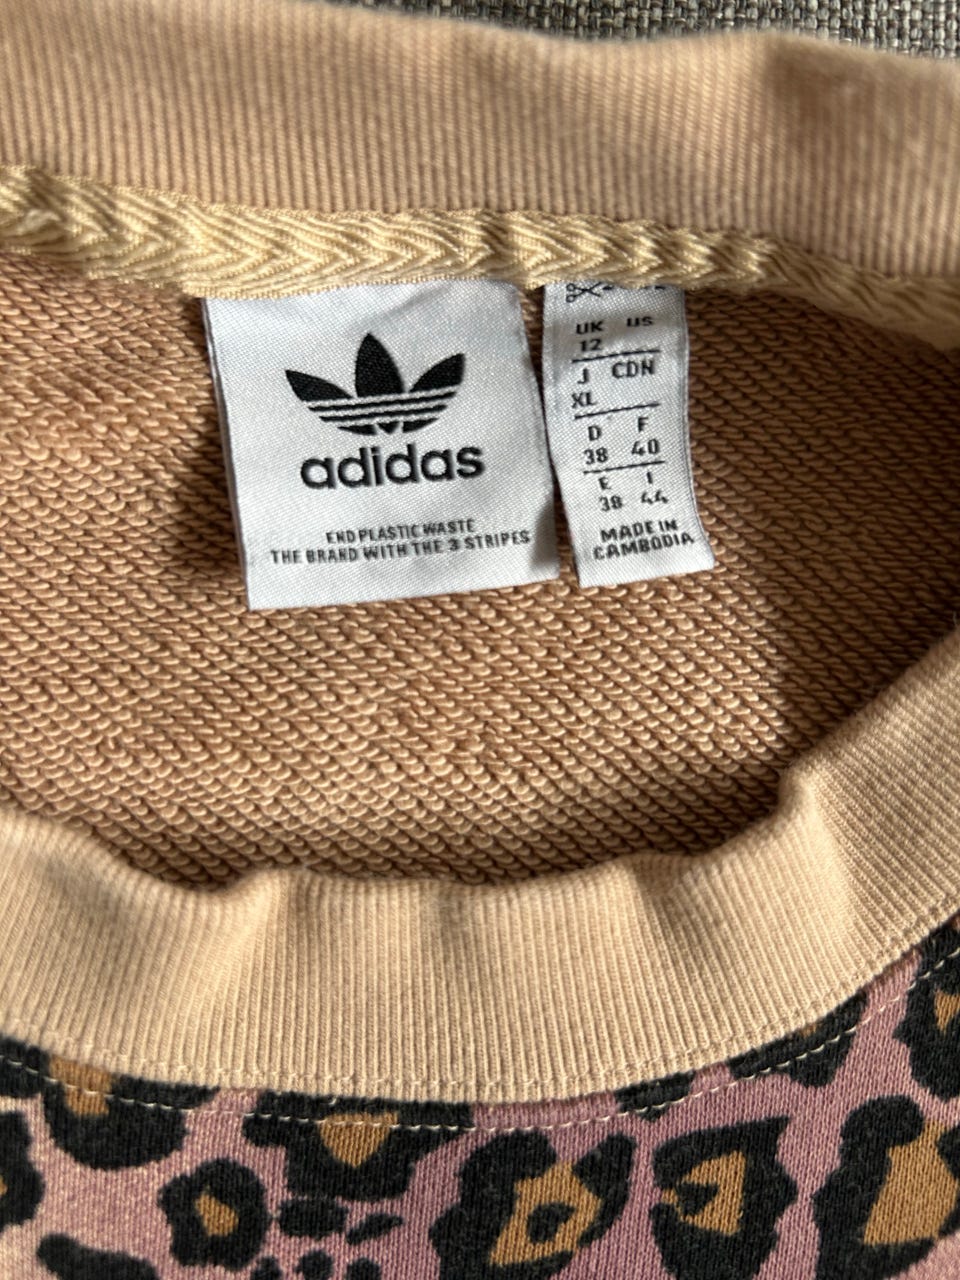 adidas
END PLASTIC WASTE
THE BRAND WITH THE 3 STRIPES
UK US
12
J CDN
XL
D F
38 40
E I
38 44
MADE IN
CAMBODIA